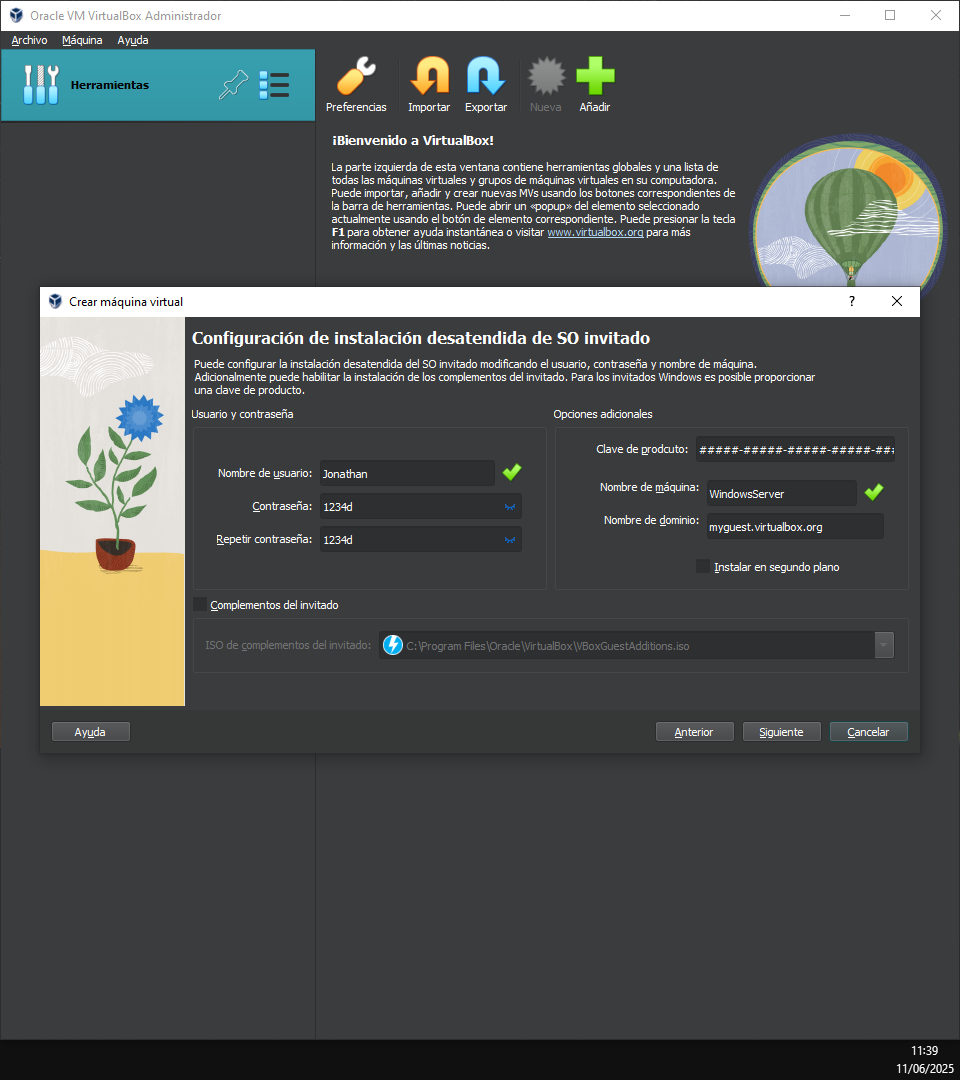 Oracle VM VirtualBox Administrador
Archivo Máquina Ayuda
Herramientas
Preferencias Importar Exportar Nueva Añadir
¡Bienvenido a VirtualBox!
La parte izquierda de esta ventana contiene herramientas globales y una lista de
todas las máquinas virtuales y grupos de máquinas virtuales en su computadora.
Puede importar, añadir y crear nuevas MVs usando los botones correspondientes de
la barra de herramientas. Puede abrir un «popup» del elemento seleccionado
actualmente usando el botón de elemento correspondiente. Puede presionar la tecla
F1 para obtener ayuda instantánea o visitar www.virtualbox.org para más
información y las últimas noticias.
Crear máquina virtual
?
Configuración de instalación desatendida de SO invitado
Puede configurar la instalación desatendida del SO invitado modificando el usuario, contraseña y nombre de máquina.
Adicionalmente puede habilitar la instalación de los complementos del invitado. Para los invitados Windows es posible proporcionar
una clave de producto.
Usuario y contraseña
Nombre de usuario: Jonathan
Contraseña: 1234d
Repetir contraseña: 1234d
Opciones adicionales
Clave de prodcuto: #####-#####-#####-#####-###
Nombre de máquina: WindowsServer
Nombre de dominio: myguest.virtualbox.org
Instalar en segundo plano
Complementos del invitado
ISO de complementos del invitado: C:\Program Files\Oracle\VirtualBox\VBoxGuestAdditions.iso
Ayuda Anterior Siguiente Cancelar
11:39
11/06/2025